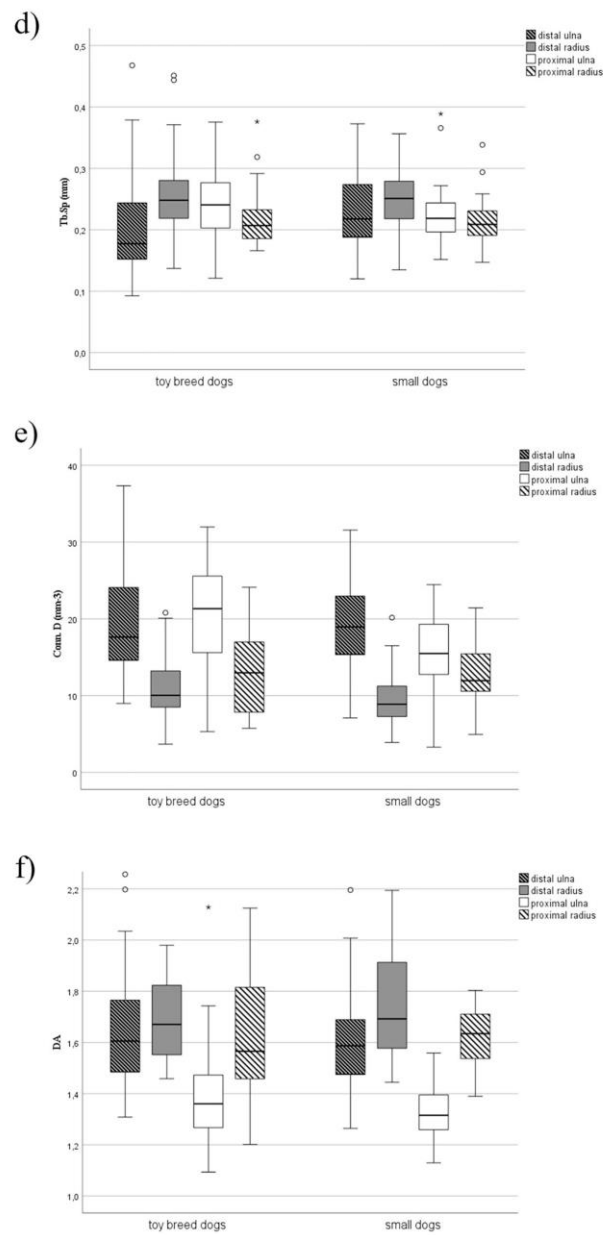 d)
distal ulna
distal radius
proximal ulna
proximal radius
0,5
0,4
0,3
0,2
0,1
0,0
Tb.Sp (mm)
toy breed dogs small dogs
e)
distal ulna
distal radius
proximal ulna
proximal radius
40
30
20
10
0
Conn. D (mm-3)
toy breed dogs small dogs
f)
distal ulna
distal radius
proximal ulna
proximal radius
2,2
2,0
1,8
1,6
1,4
1,2
1,0
DA
toy breed dogs small dogs